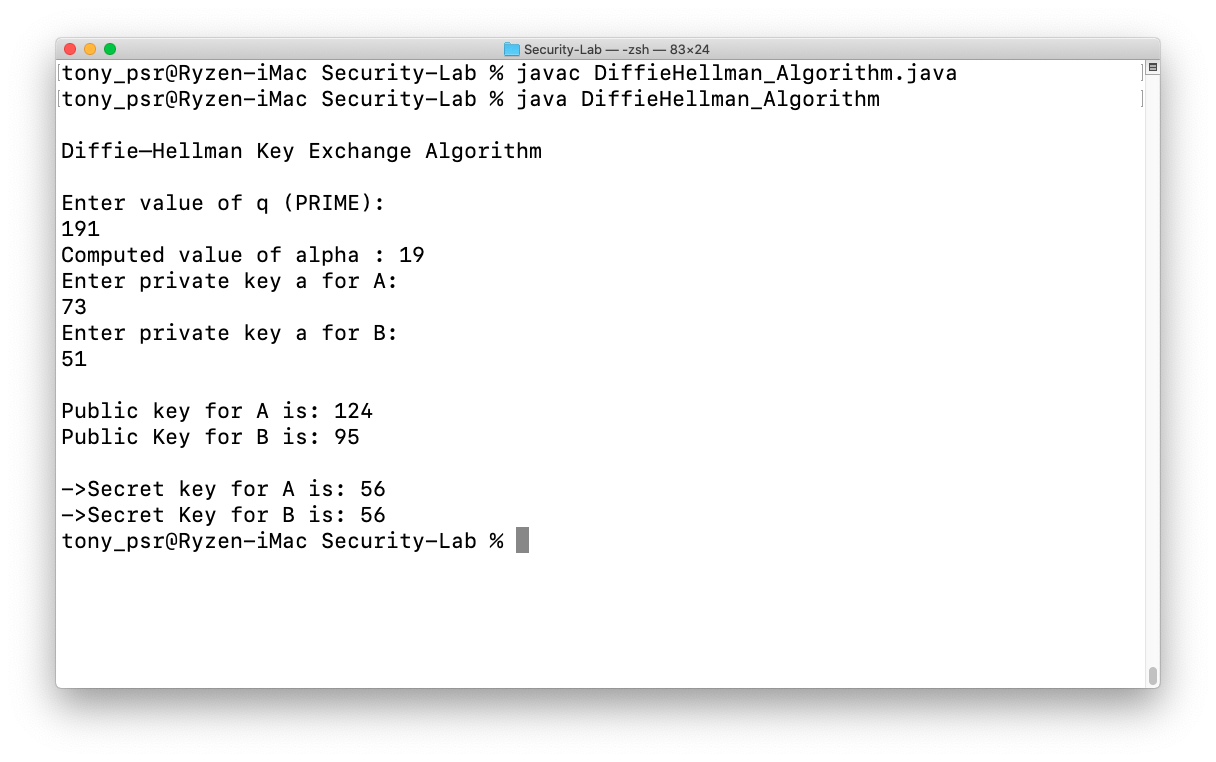 Security-Lab — -zsh — 83×24
tony_psr@Ryzen-iMac Security-Lab % javac DiffieHellman_Algorithm.java
tony_psr@Ryzen-iMac Security-Lab % java DiffieHellman_Algorithm
Diffie–Hellman Key Exchange Algorithm
Enter value of q (PRIME):
191
Computed value of alpha : 19
Enter private key a for A:
73
Enter private key a for B:
51
Public key for A is: 124
Public Key for B is: 95
->Secret key for A is: 56
->Secret Key for B is: 56
tony_psr@Ryzen-iMac Security-Lab %